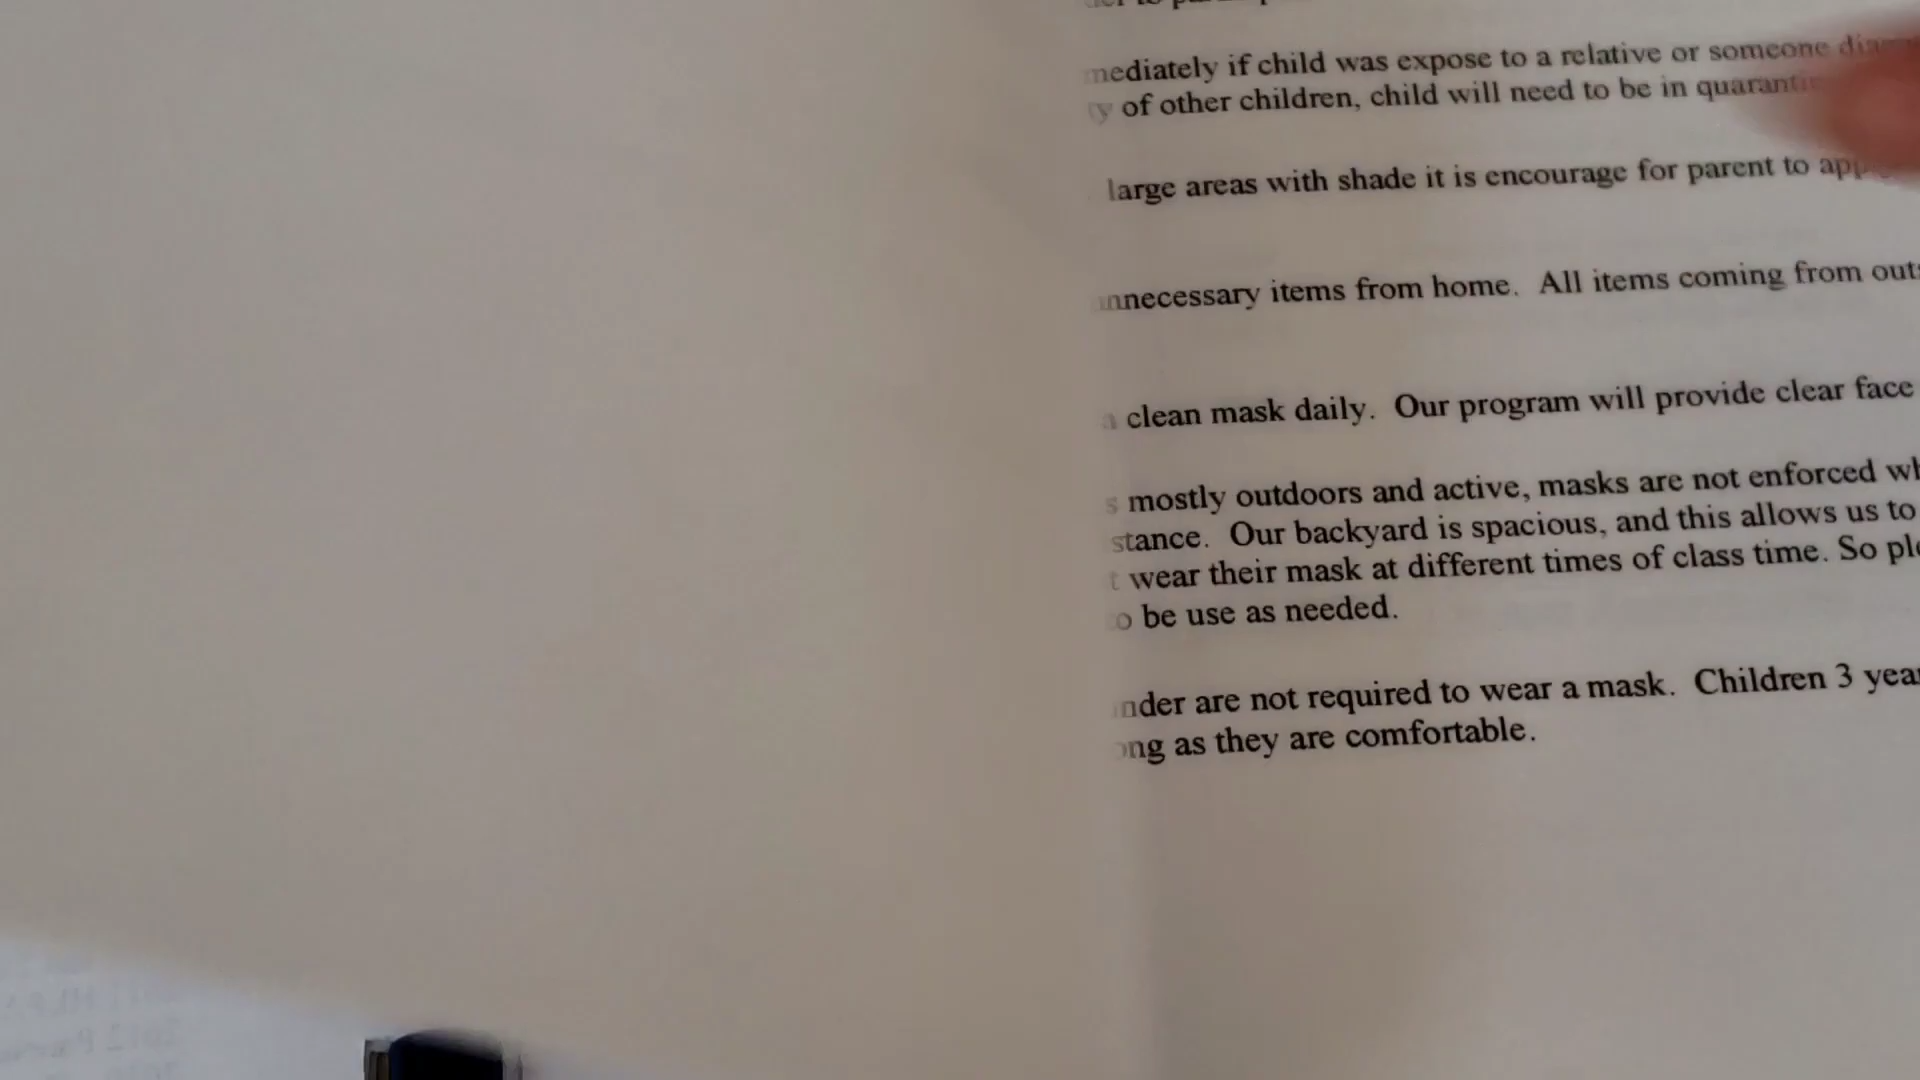 mediately if child was expose to a relative or someone
of other children, child will need to be in
large areas with shade it is encourage for parent to
items from home. All items coming from
clean mask daily. Our program will provide clear face
mostly outdoors and active, masks are not enforced
stance. Our backyard is spacious, and this allows us to
wear their mask at different times of class time. So
be use as needed.
nder are not required to wear a mask. Children 3
ng as they are comfortable.